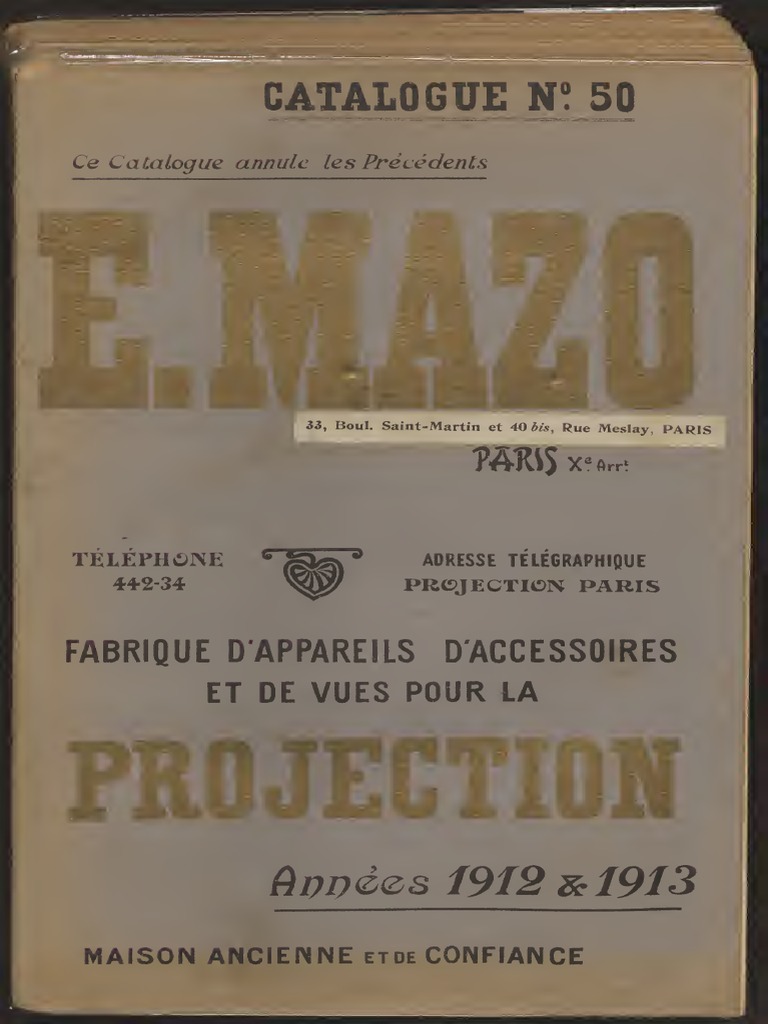 CATALOGUE Nº 50
Ce Catalogue annule les Précédents
E. MAZO
33, Boul. Saint-Martin et 40 bis, Rue Meslay, PARIS
PARIS Xe Arrt
TÉLÉPHONE
442-34
ADRESSE TÉLÉGRAPHIQUE
PROJECTION PARIS
FABRIQUE D'APPAREILS D'ACCESSOIRES
ET DE VUES POUR LA
PROJECTION
Années 1912 & 1913
MAISON ANCIENNE ET DE CONFIANCE